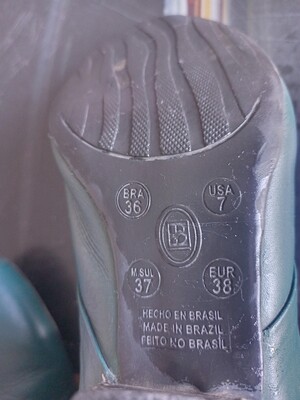 BRA
36
USA
7
M.SUL
37
EUR
38
HECHO EN BRASIL
MADE IN BRAZIL
FEITO NO BRASIL